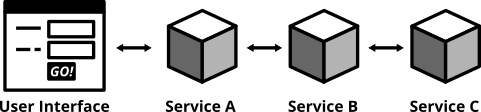 GO!
User Interface
Service A
Service B
Service C